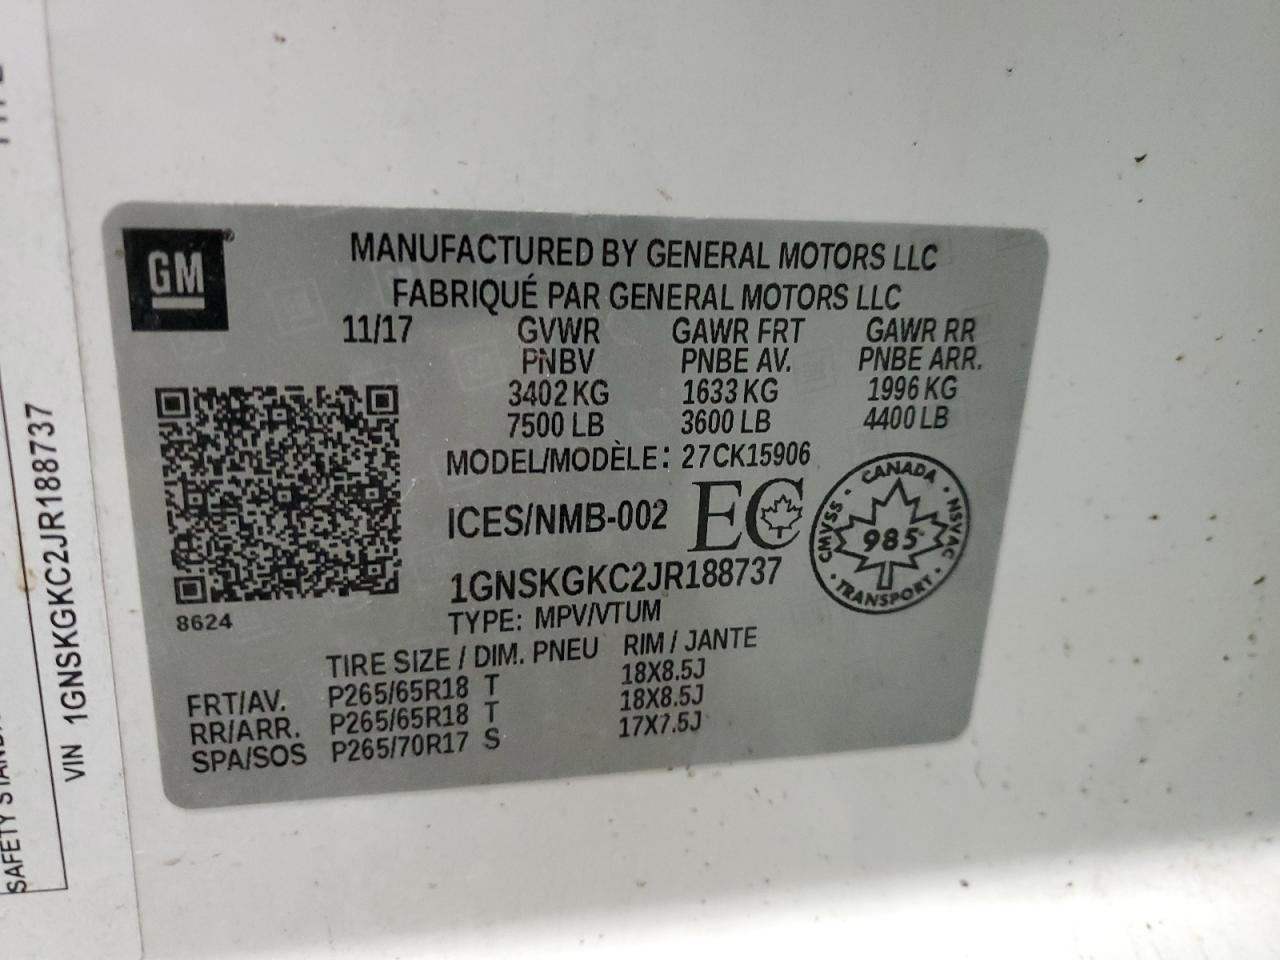 GM
MANUFACTURED BY GENERAL MOTORS LLC
FABRIQUÉ PAR GENERAL MOTORS LLC
11/17 GVWR GAWR FRT GAWR RR
PNBV PNBE AV. PNBE ARR.
3402 KG 1633 KG 1996 KG
7500 LB 3600 LB 4400 LB
MODEL/MODÈLE: 27CK15906
ICES/NMB-002 EC
CANADA
CMVSS
NSVAC
985
TRANSPORT
1GNSKGKC2JR188737
8624
TYPE: MPV/VTUM
TIRE SIZE / DIM. PNEU RIM / JANTE
FRT/AV. P265/65R18 T 18X8.5J
RR/ARR. P265/65R18 T 18X8.5J
SPA/SOS P265/70R17 S 17X7.5J
VIN 1GNSKGKC2JR188737
SAFETY